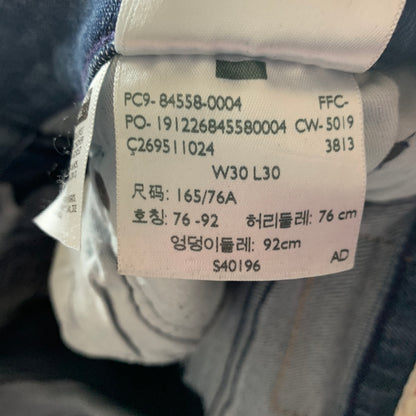 PC9- 84558-0004 FFC-
PO- 191226845580004 CW-5019
Ç269511024 3813
W30 L30
尺码: 165/76A
호칭: 76 -92 허리둘레: 76 cm
엉덩이둘레: 92cm
S40196 AD